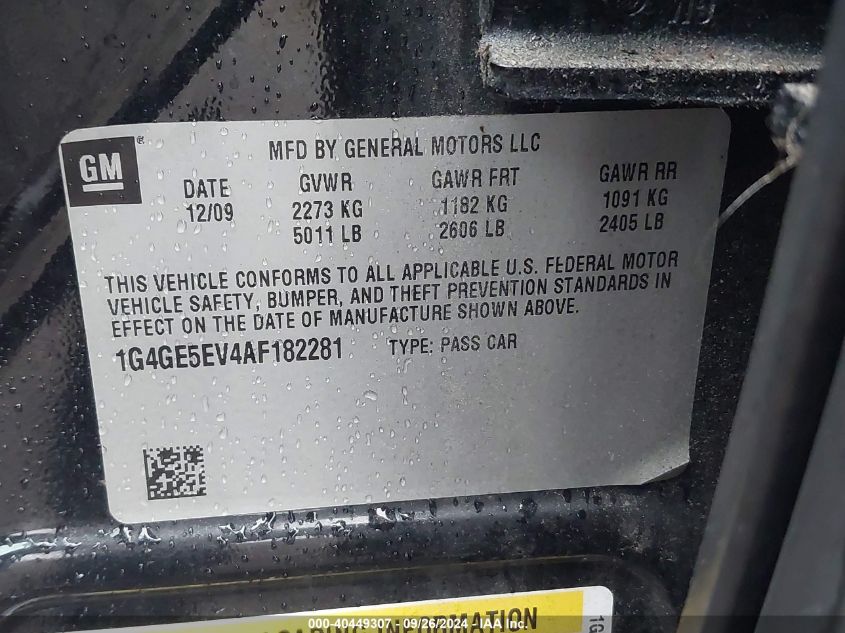 GM
MFD BY GENERAL MOTORS LLC
DATE GVWR GAWR FRT GAWR RR
12/09 2273 KG 1182 KG 1091 KG
5011 LB 2606 LB 2405 LB
THIS VEHICLE CONFORMS TO ALL APPLICABLE U.S. FEDERAL MOTOR
VEHICLE SAFETY, BUMPER, AND THEFT PREVENTION STANDARDS IN
EFFECT ON THE DATE OF MANUFACTURE SHOWN ABOVE.
1G4GE5EV4AF182281 TYPE: PASS CAR
LOADING INFORMATION
1G
000-40449307 - 09/26/2024 - IAA Inc.